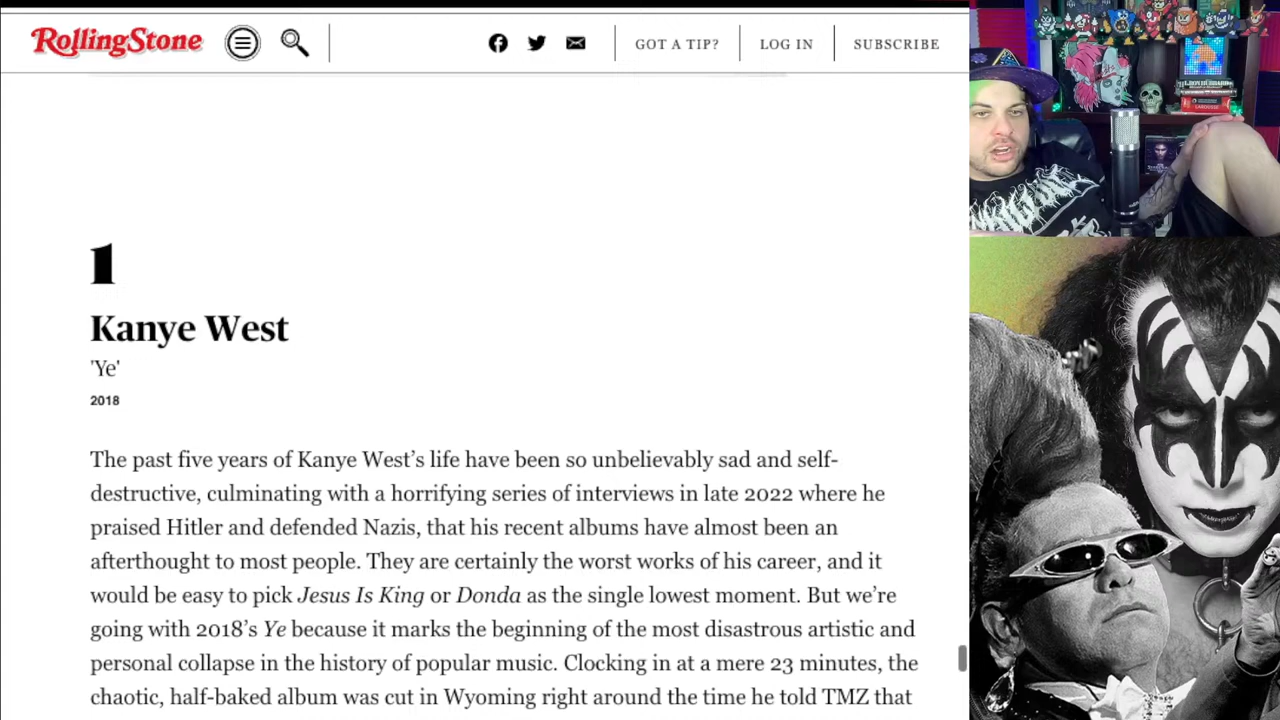 RollingStone
GOT A TIP?
LOG IN
SUBSCRIBE
1
Kanye West
'Ye'
2018
The past five years of Kanye West’s life have been so unbelievably sad and self-
destructive, culminating with a horrifying series of interviews in late 2022 where he
praised Hitler and defended Nazis, that his recent albums have almost been an
afterthought to most people. They are certainly the worst works of his career, and it
would be easy to pick Jesus Is King or Donda as the single lowest moment. But we’re
going with 2018’s Ye because it marks the beginning of the most disastrous artistic and
personal collapse in the history of popular music. Clocking in at a mere 23 minutes, the
chaotic, half-baked album was cut in Wyoming right around the time he told TMZ that
LAROUSSE